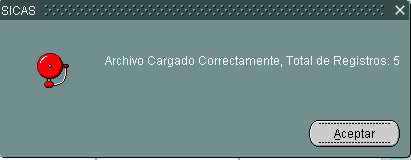 SICAS
Archivo Cargado Correctamente, Total de Registros: 5
Aceptar